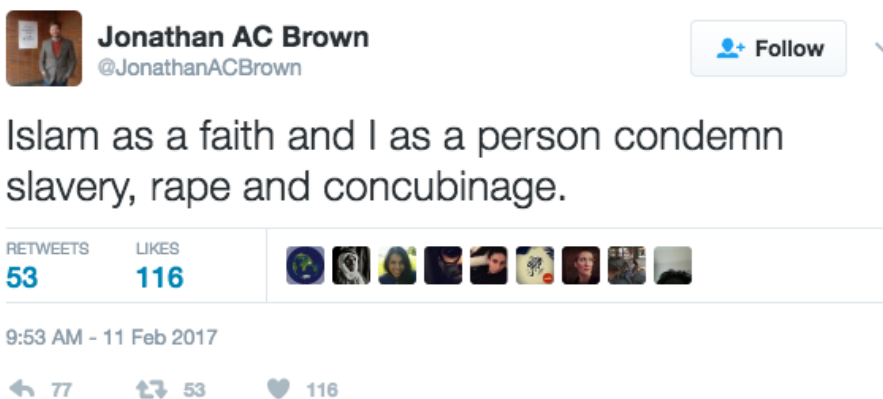 Jonathan AC Brown
@JonathanACBrown
Follow
Islam as a faith and I as a person condemn
slavery, rape and concubinage.
RETWEETS LIKES
53 116
9:53 AM - 11 Feb 2017
77 53 116